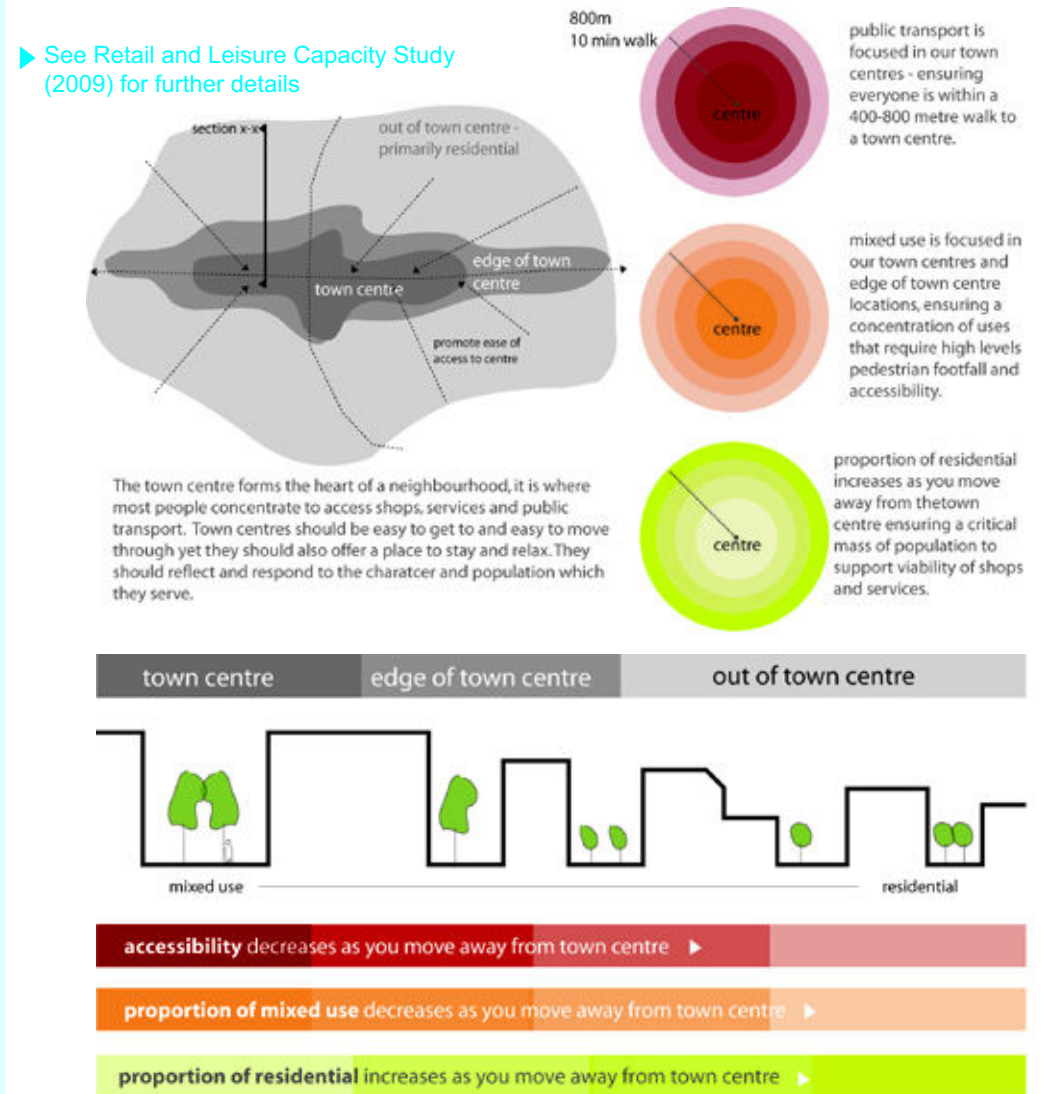 See Retail and Leisure Capacity Study
(2009) for further details
section x-x
out of town centre -
primarily residential
edge of town
centre
town centre
promote ease of
access to centre
The town centre forms the heart of a neighbourhood, it is where
most people concentrate to access shops, services and public
transport. Town centres should be easy to get to and easy to move
through yet they should also offer a place to stay and relax. They
should reflect and respond to the charatcer and population which
they serve.
800m
10 min walk
centre
public transport is
focused in our town
centres - ensuring
everyone is within a
400-800 metre walk to
a town centre.
centre
mixed use is focused in
our town centres and
edge of town centre
locations, ensuring a
concentration of uses
that require high levels
pedestrian footfall and
accessibility.
centre
proportion of residential
increases as you move
away from thetown
centre ensuring a critical
mass of population to
support viability of shops
and services.
town centre
edge of town centre
out of town centre
mixed use
residential
accessibility decreases as you move away from town centre
proportion of mixed use decreases as you move away from town centre
proportion of residential increases as you move away from town centre